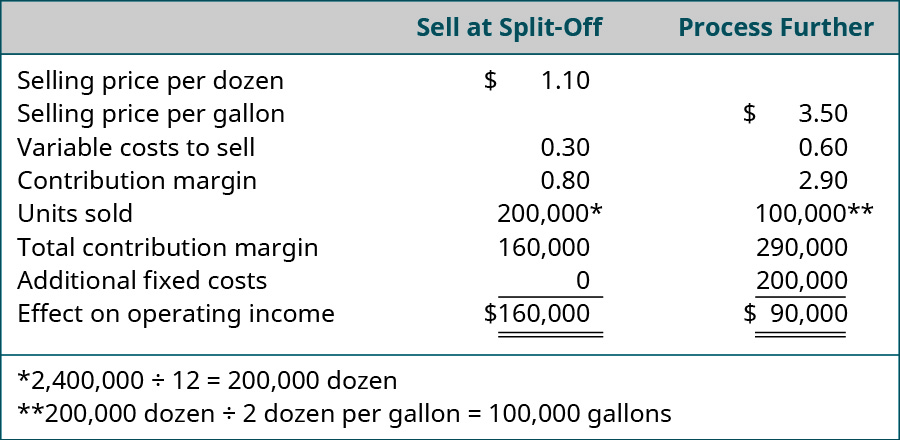 Sell at Split-Off Process Further
Selling price per dozen $ 1.10
Selling price per gallon $ 3.50
Variable costs to sell 0.30 0.60
Contribution margin 0.80 2.90
Units sold 200,000* 100,000**
Total contribution margin 160,000 290,000
Additional fixed costs 0 200,000
Effect on operating income $160,000 $ 90,000
*2,400,000 ÷ 12 = 200,000 dozen
**200,000 dozen ÷ 2 dozen per gallon = 100,000 gallons